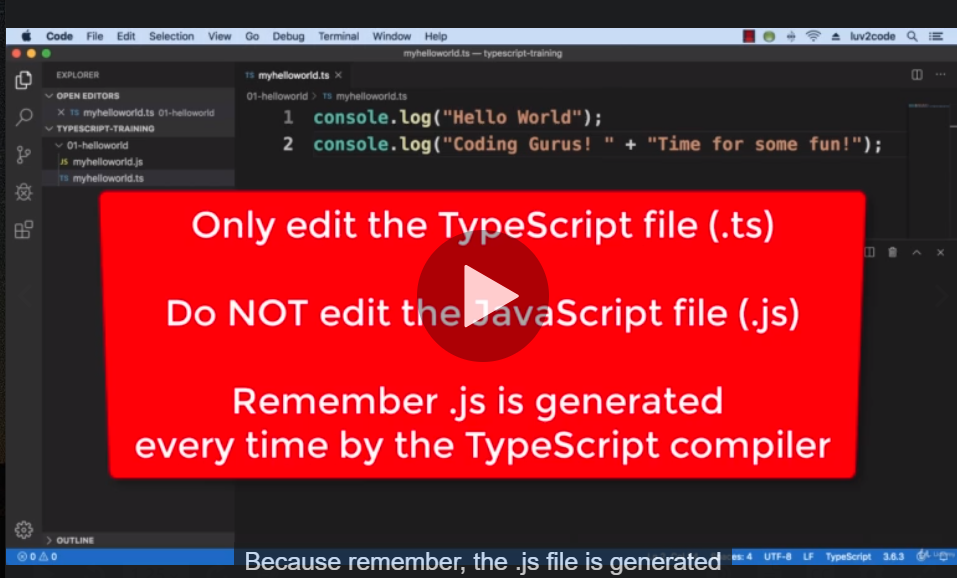 Code File Edit Selection View Go Debug Terminal Window Help luv2code
myhelloworld.ts — typescript-training
EXPLORER
TS myhelloworld.ts ×
OPEN EDITORS
01-helloworld > TS myhelloworld.ts
× TS myhelloworld.ts 01-helloworld
1 console.log("Hello World");
TYPESCRIPT-TRAINING
2 console.log("Coding Gurus! " + "Time for some fun!");
01-helloworld
JS myhelloworld.js
TS myhelloworld.ts
Only edit the TypeScript file (.ts)
Do NOT edit the JavaScript file (.js)
Remember .js is generated
every time by the TypeScript compiler
OUTLINE
0 0 es: 4 UTF-8 LF TypeScript 3.6.3
Because remember, the .js file is generated